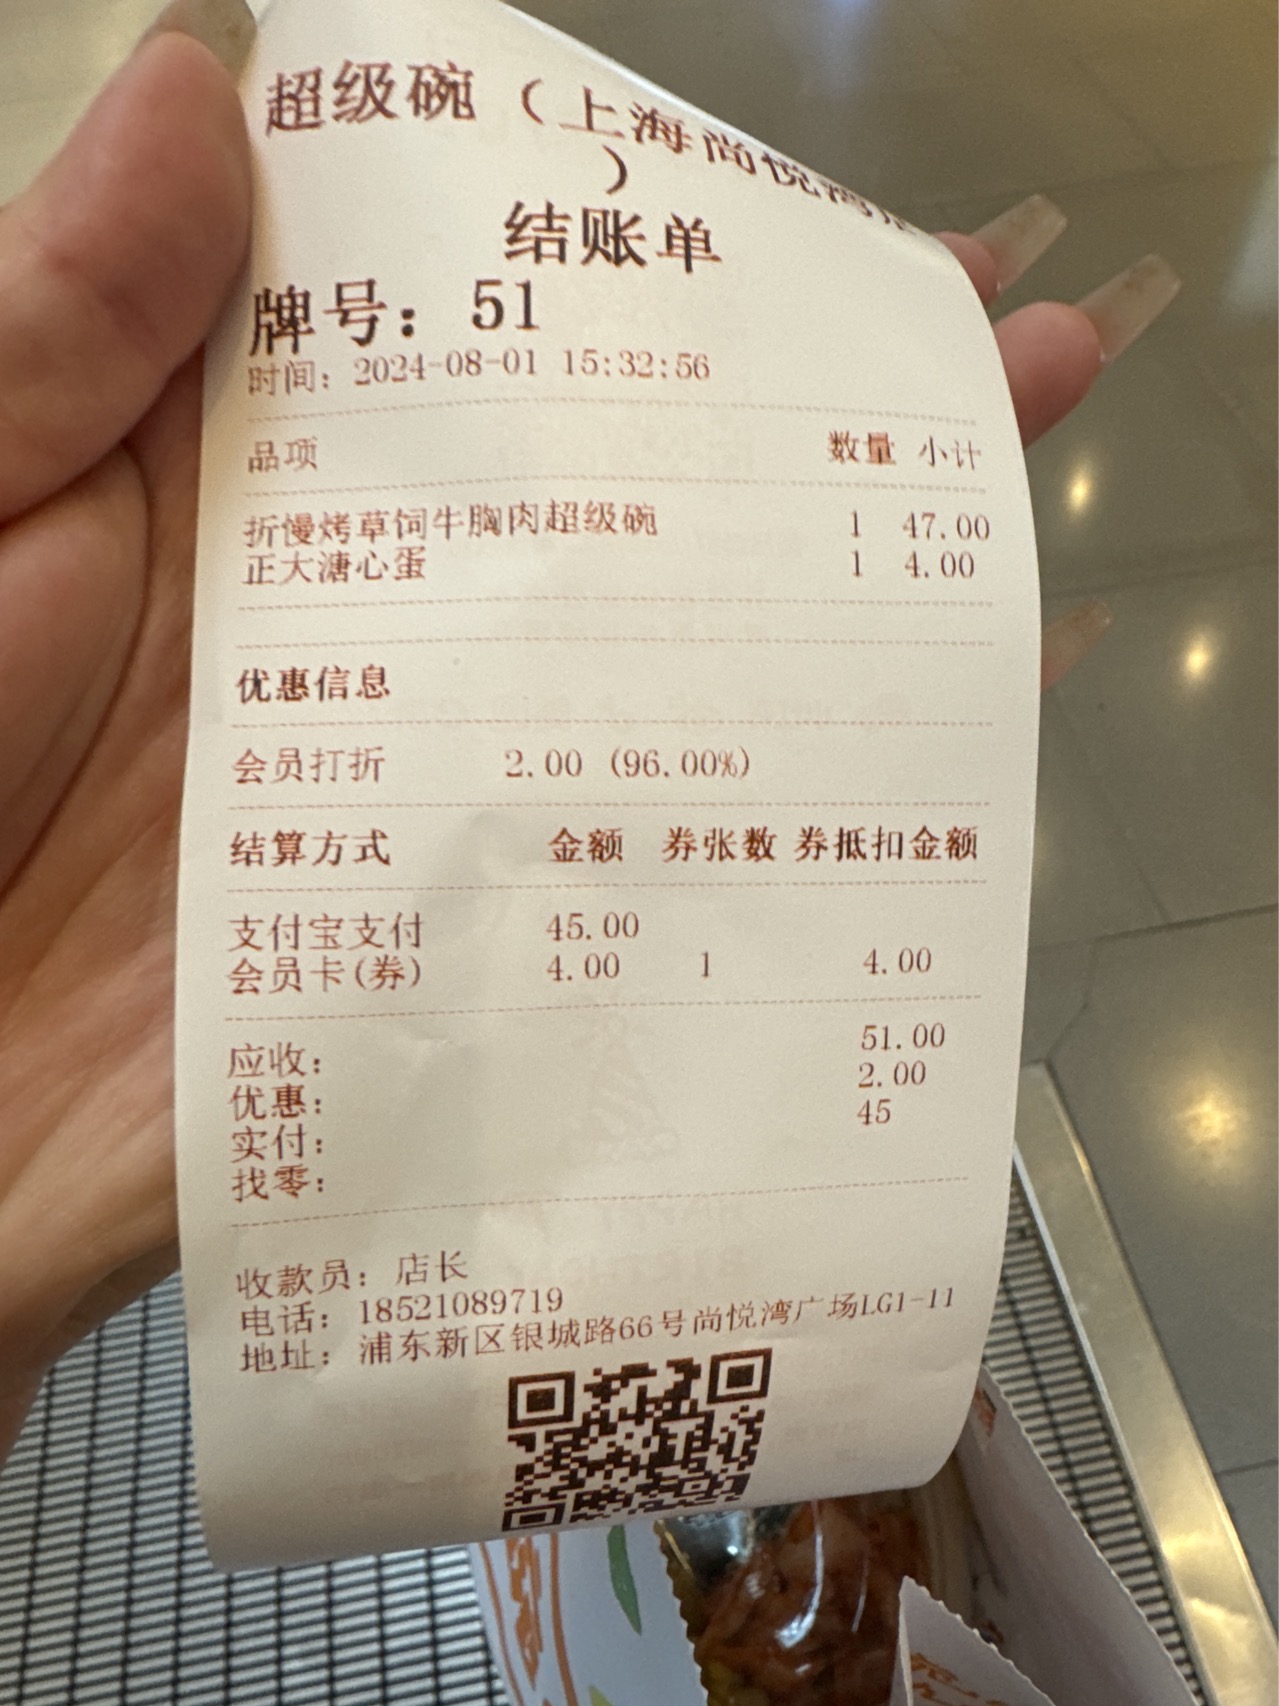 超级碗（上海尚悦湾店
）
结账单
牌号：51
时间：2024-08-01 15:32:56
品项 数量 小计
折慢烤草饲牛胸肉超级碗 1 47.00
正大溏心蛋 1 4.00
优惠信息
会员打折 2.00 (96.00%)
结算方式 金额 券张数 券抵扣金额
支付宝支付 45.00
会员卡(券) 4.00 1 4.00
应收： 51.00
优惠： 2.00
实付： 45
找零：
收款员：店长
电话：18521089719
地址：浦东新区银城路66号尚悦湾广场LG1-11